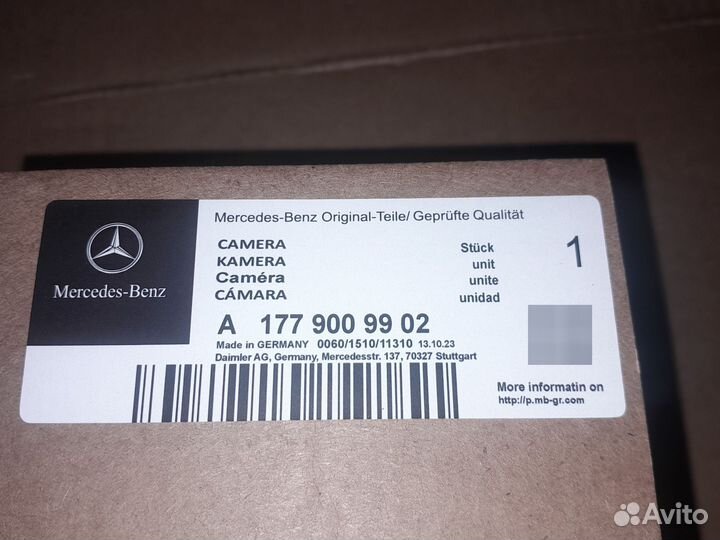 Mercedes-Benz Original-Teile/ Geprüfte Qualität
CAMERA Stück 1
KAMERA unit
Caméra unite
CÁMARA unidad
Mercedes-Benz
A 177 900 99 02
Made in GERMANY 0060/1510/11310 13.10.23
Daimler AG, Germany, Mercedesstr. 137, 70327 Stuttgart
More informatin on
http://p.mb-gr.com
Avito